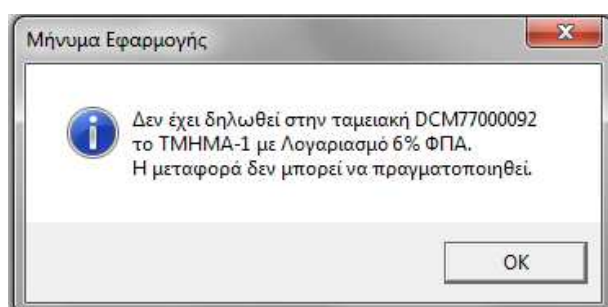 Μήνυμα Εφαρμογής
Δεν έχει δηλωθεί στην ταμειακή DCM77000092
το ΤΜΗΜΑ-1 με Λογαριασμό 6% ΦΠΑ.
Η μεταφορά δεν μπορεί να πραγματοποιηθεί.
OK